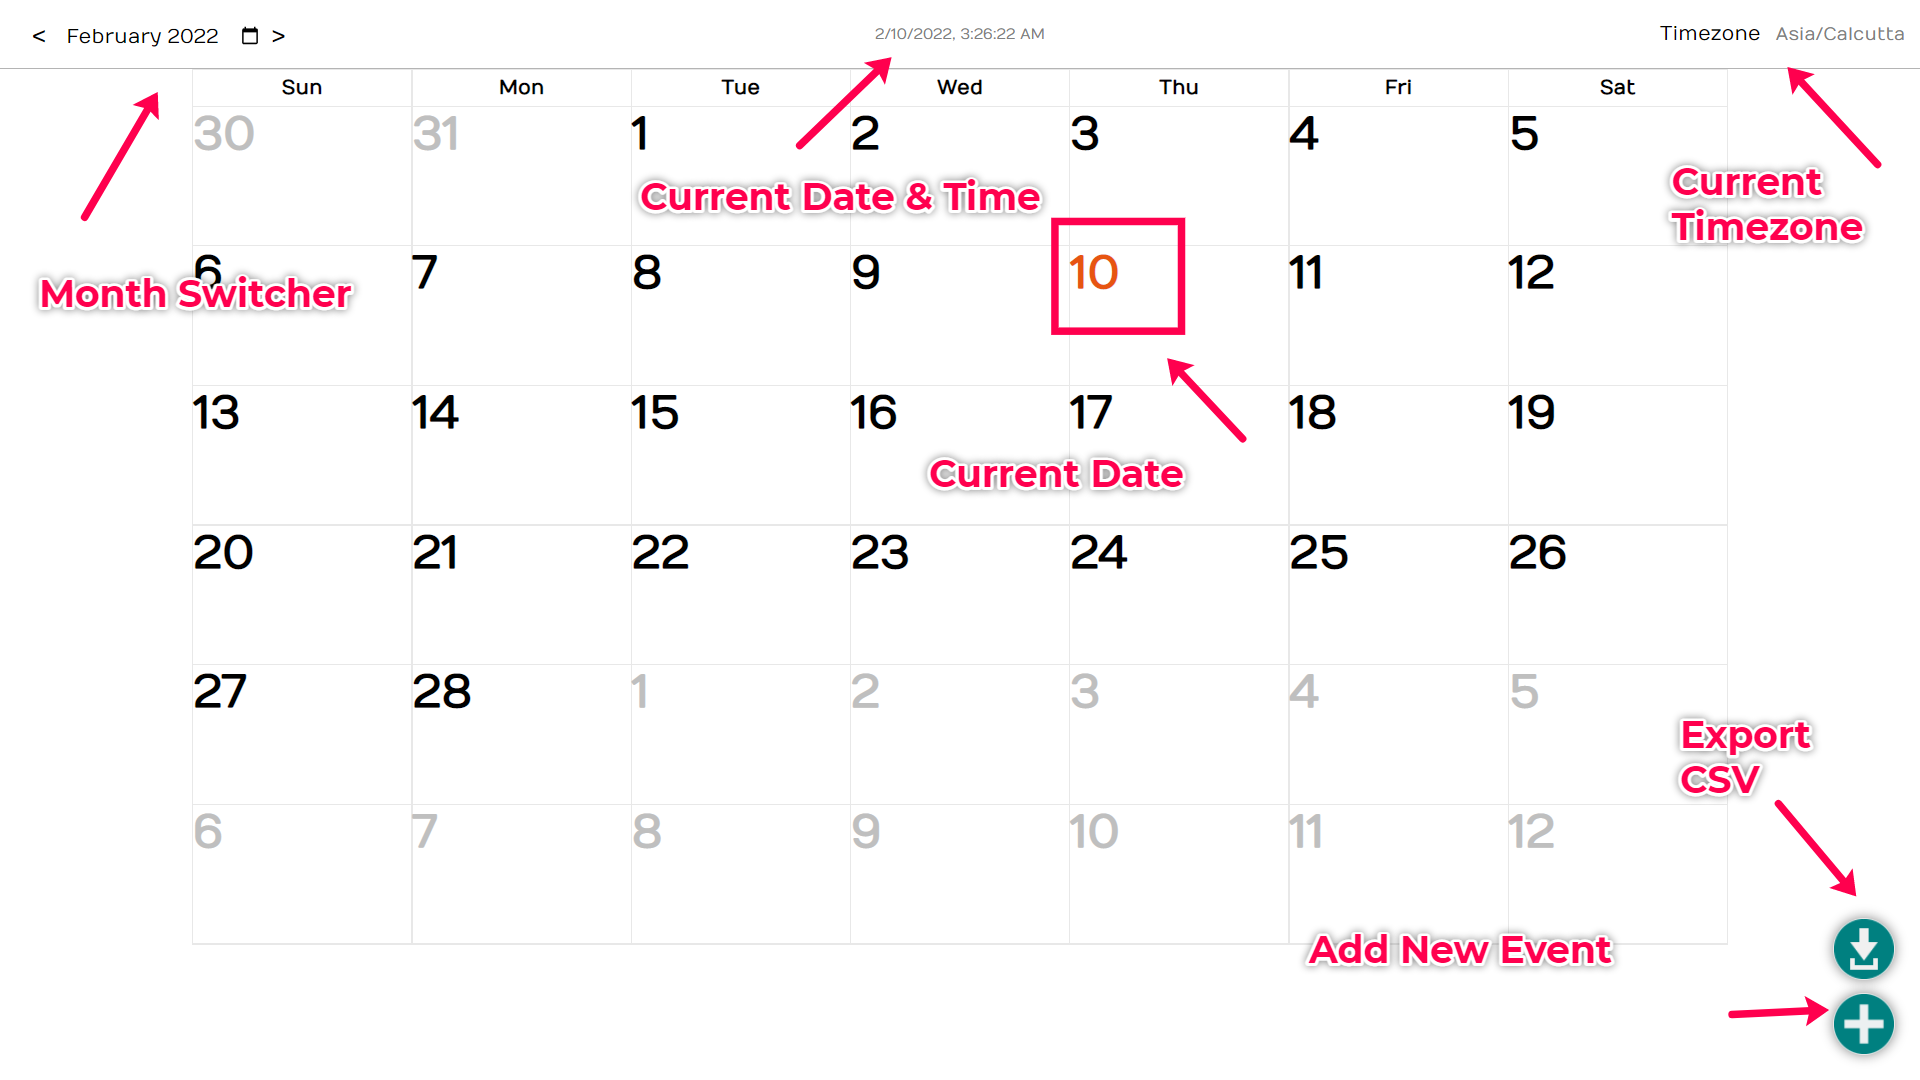 < February 2022 >
2/10/2022, 3:26:22 AM
Timezone Asia/Calcutta
Sun Mon Tue Wed Thu Fri Sat
30 31 1 2 3 4 5
Current Date & Time
Current
Timezone
6 7 8 9 10 11 12
Month Switcher
13 14 15 16 17 18 19
Current Date
20 21 22 23 24 25 26
27 28 1 2 3 4 5
Export
CSV
6 7 8 9 10 11 12
Add New Event